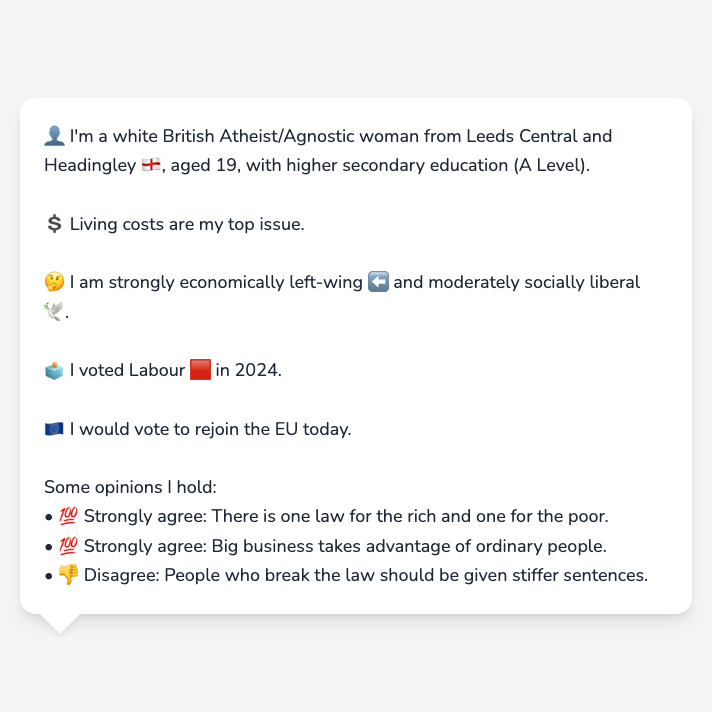 👤 I'm a white British Atheist/Agnostic woman from Leeds Central and
Headingley 🏴󠁧󠁢󠁥󠁮󠁧󠁿, aged 19, with higher secondary education (A Level).
💲 Living costs are my top issue.
🤔 I am strongly economically left-wing ⬅️ and moderately socially liberal
🕊️.
🗳️ I voted Labour 🟥 in 2024.
🇪🇺 I would vote to rejoin the EU today.
Some opinions I hold:
• 💯 Strongly agree: There is one law for the rich and one for the poor.
• 💯 Strongly agree: Big business takes advantage of ordinary people.
• 👎 Disagree: People who break the law should be given stiffer sentences.